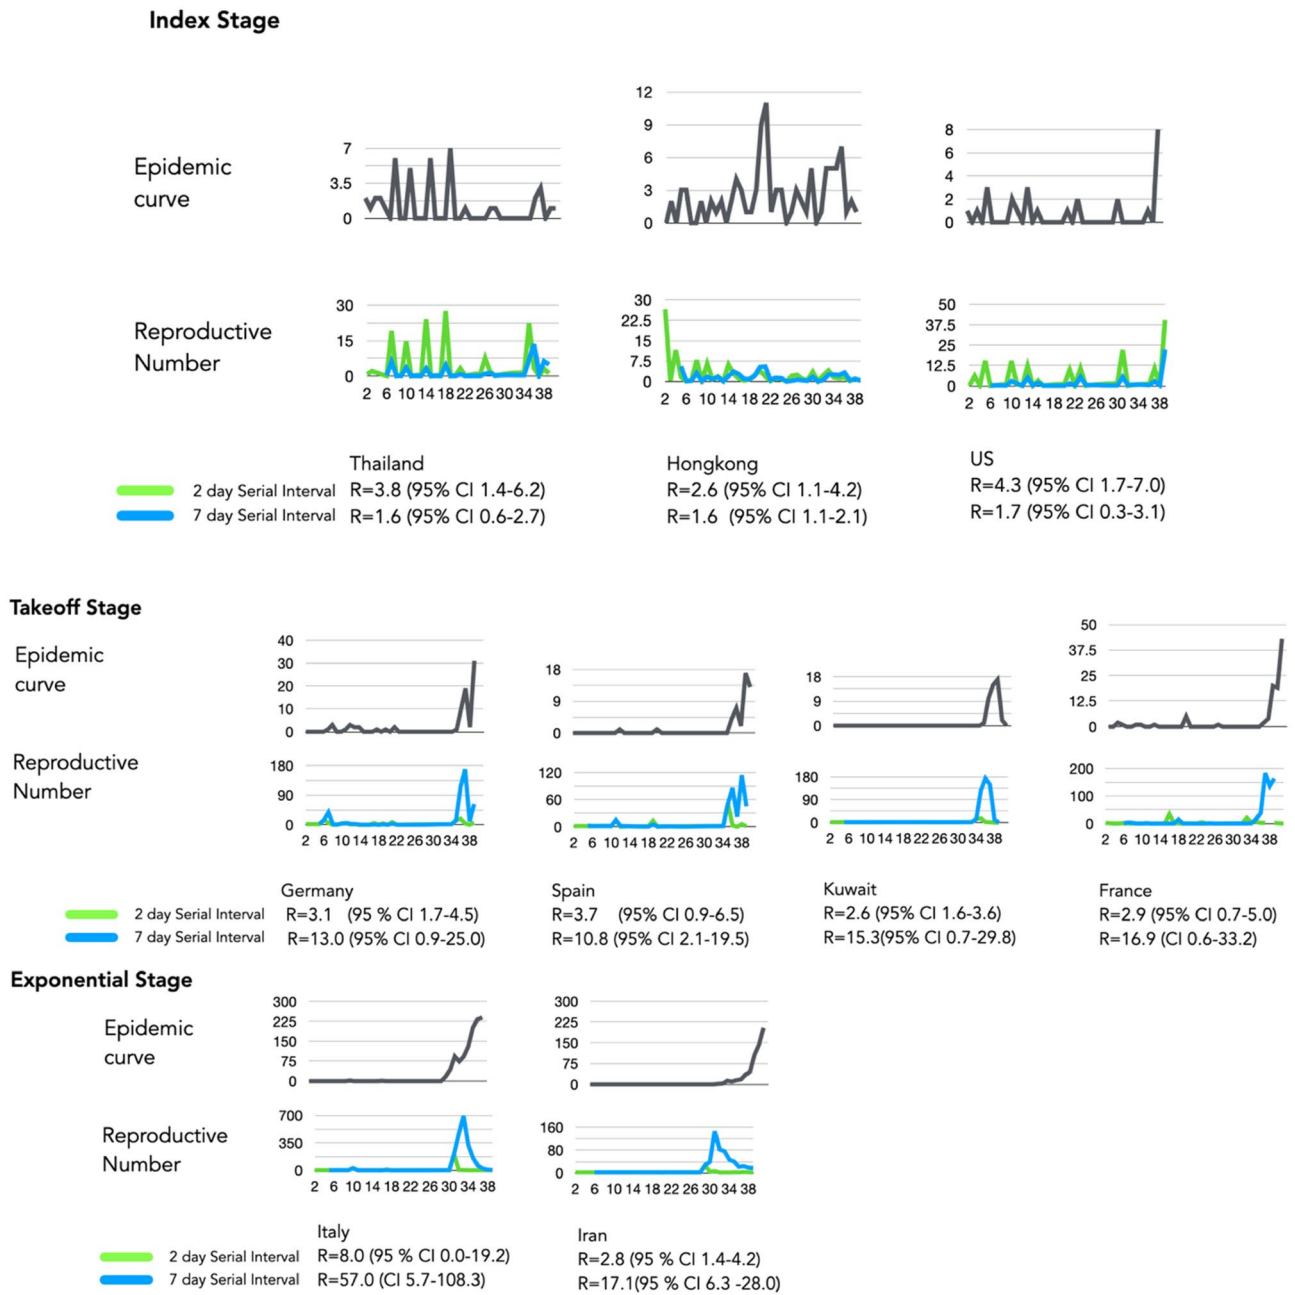 Index Stage
Epidemic
curve
7
3.5
0
12
9
6
3
0
8
6
4
2
0
Reproductive
Number
30
15
0
2 6 10 14 18 22 26 30 34 38
30
22.5
15
7.5
0
2 6 10 14 18 22 26 30 34 38
50
37.5
25
12.5
0
2 6 10 14 18 22 26 30 34 38
Thailand
Hongkong
US
2 day Serial Interval R=3.8 (95% CI 1.4-6.2) R=2.6 (95% CI 1.1-4.2) R=4.3 (95% CI 1.7-7.0)
7 day Serial Interval R=1.6 (95% CI 0.6-2.7) R=1.6 (95% CI 1.1-2.1) R=1.7 (95% CI 0.3-3.1)
Takeoff Stage
Epidemic
curve
40
30
20
10
0
18
9
0
18
9
0
50
37.5
25
12.5
0
Reproductive
Number
180
90
0
2 6 10 14 18 22 26 30 34 38
120
60
0
2 6 10 14 18 22 26 30 34 38
180
90
0
2 6 10 14 18 22 26 30 34 38
200
100
0
2 6 10 14 18 22 26 30 34 38
Germany
Spain
Kuwait
France
2 day Serial Interval R=3.1 (95 % CI 1.7-4.5) R=3.7 (95% CI 0.9-6.5) R=2.6 (95% CI 1.6-3.6) R=2.9 (95% CI 0.7-5.0)
7 day Serial Interval R=13.0 (95% CI 0.9-25.0) R=10.8 (95% CI 2.1-19.5) R=15.3(95% CI 0.7-29.8) R=16.9 (CI 0.6-33.2)
Exponential Stage
Epidemic
curve
300
225
150
75
0
300
225
150
75
0
Reproductive
Number
700
350
0
2 6 10 14 18 22 26 30 34 38
160
80
0
2 6 10 14 18 22 26 30 34 38
Italy
Iran
2 day Serial Interval R=8.0 (95 % CI 0.0-19.2) R=2.8 (95 % CI 1.4-4.2)
7 day Serial Interval R=57.0 (CI 5.7-108.3) R=17.1(95 % CI 6.3 -28.0)